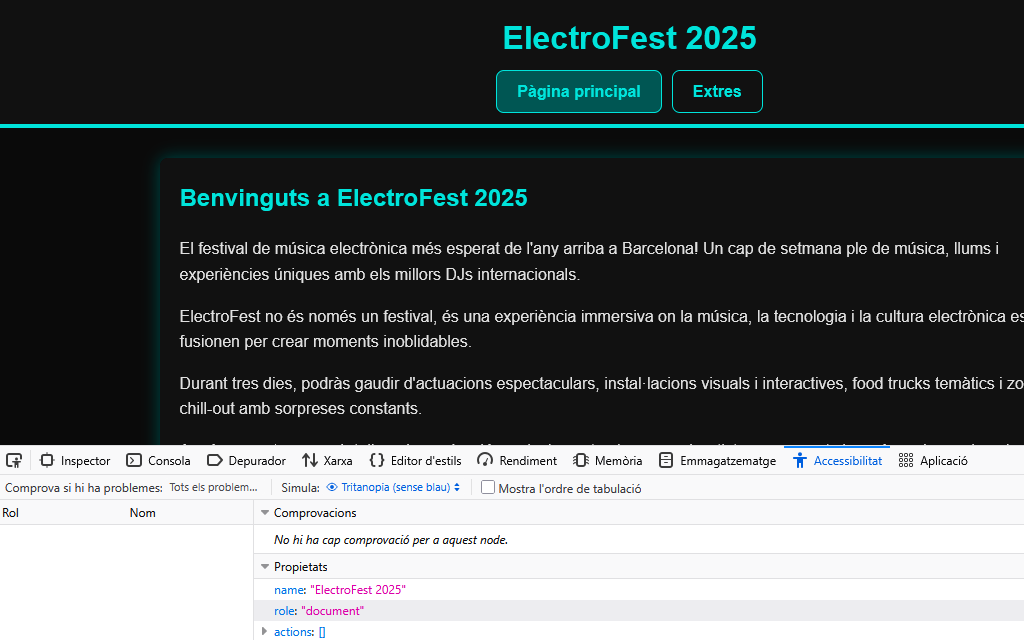 ElectroFest 2025
Pàgina principal Extres
Benvinguts a ElectroFest 2025
El festival de música electrònica més esperat de l'any arriba a Barcelona! Un cap de setmana ple de música, llums i
experiències úniques amb els millors DJs internacionals.
ElectroFest no és només un festival, és una experiència immersiva on la música, la tecnologia i la cultura electrònica es
fusionen per crear moments inoblidables.
Durant tres dies, podràs gaudir d'actuacions espectaculars, instal·lacions visuals i interactives, food trucks temàtics i zo
chill-out amb sorpreses constants.
Inspector Consola Depurador Xarxa Editor d'estils Rendiment Memòria Emmagatzematge Accessibilitat Aplicació
Comprova si hi ha problemes: Tots els problem... Simula: Tritanopia (sense blau) Mostra l'ordre de tabulació
Rol Nom Comprovacions
No hi ha cap comprovació per a aquest node.
Propietats
name: "ElectroFest 2025"
role: "document"
actions: []